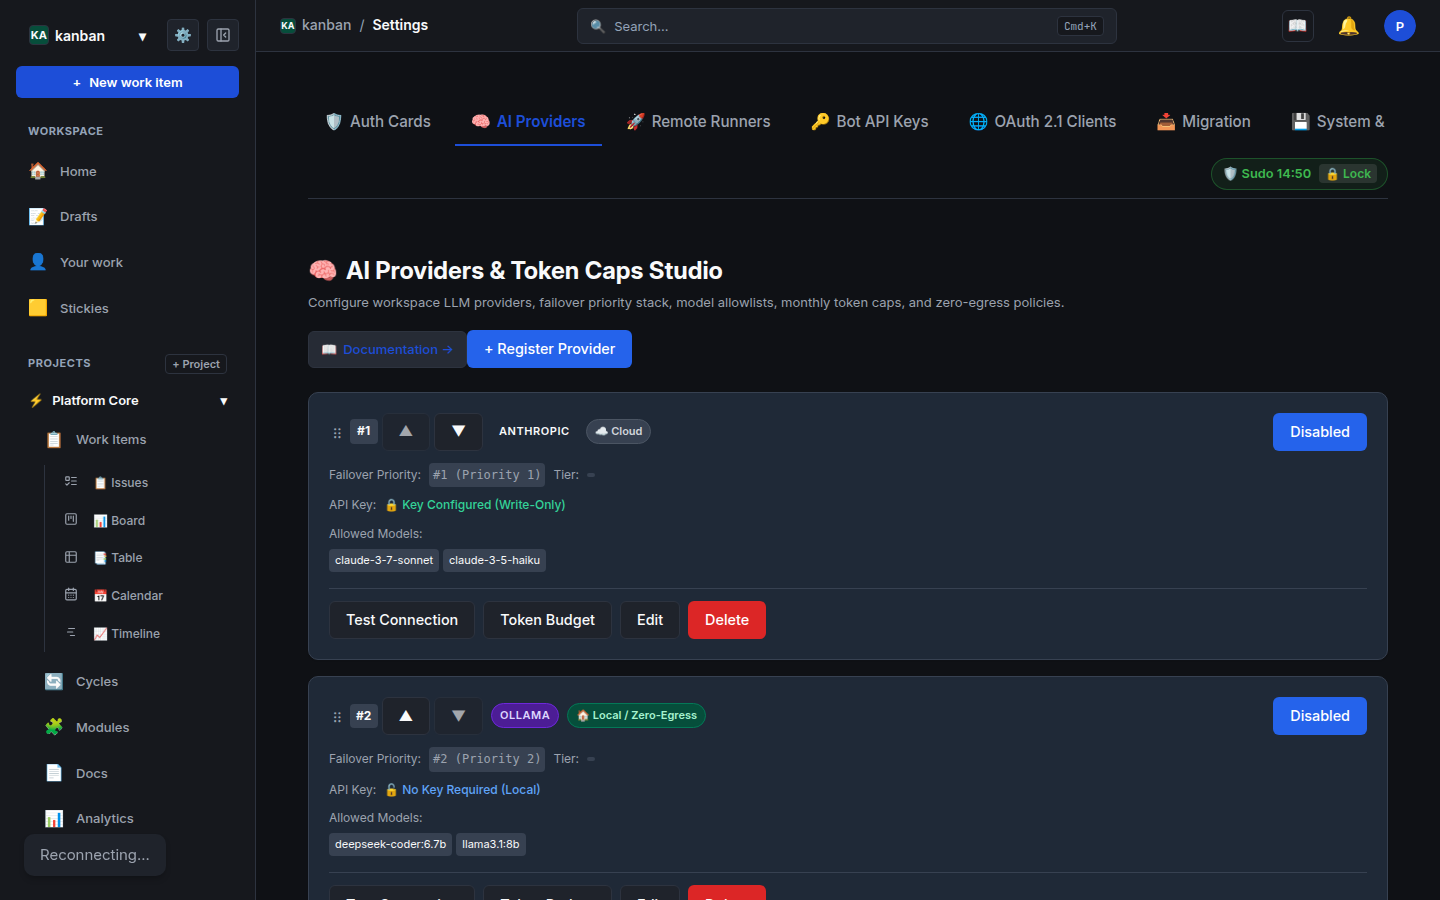 KA kanban ▼
+ New work item
WORKSPACE
Home
Drafts
Your work
Stickies
PROJECTS + Project
Platform Core ▼
Work Items
Issues
Board
Table
Calendar
Timeline
Cycles
Modules
Docs
Analytics
Reconnecting...
KA kanban / Settings
Search... Cmd+K
P
Auth Cards AI Providers Remote Runners Bot API Keys OAuth 2.1 Clients Migration System &
Sudo 14:50 Lock
AI Providers & Token Caps Studio
Configure workspace LLM providers, failover priority stack, model allowlists, monthly token caps, and zero-egress policies.
Documentation → + Register Provider
#1 ▲ ▼ ANTHROPIC Cloud Disabled
Failover Priority: #1 (Priority 1) Tier:
API Key: Key Configured (Write-Only)
Allowed Models:
claude-3-7-sonnet claude-3-5-haiku
Test Connection Token Budget Edit Delete
#2 ▲ ▼ OLLAMA Local / Zero-Egress Disabled
Failover Priority: #2 (Priority 2) Tier:
API Key: No Key Required (Local)
Allowed Models:
deepseek-coder:6.7b llama3.1:8b